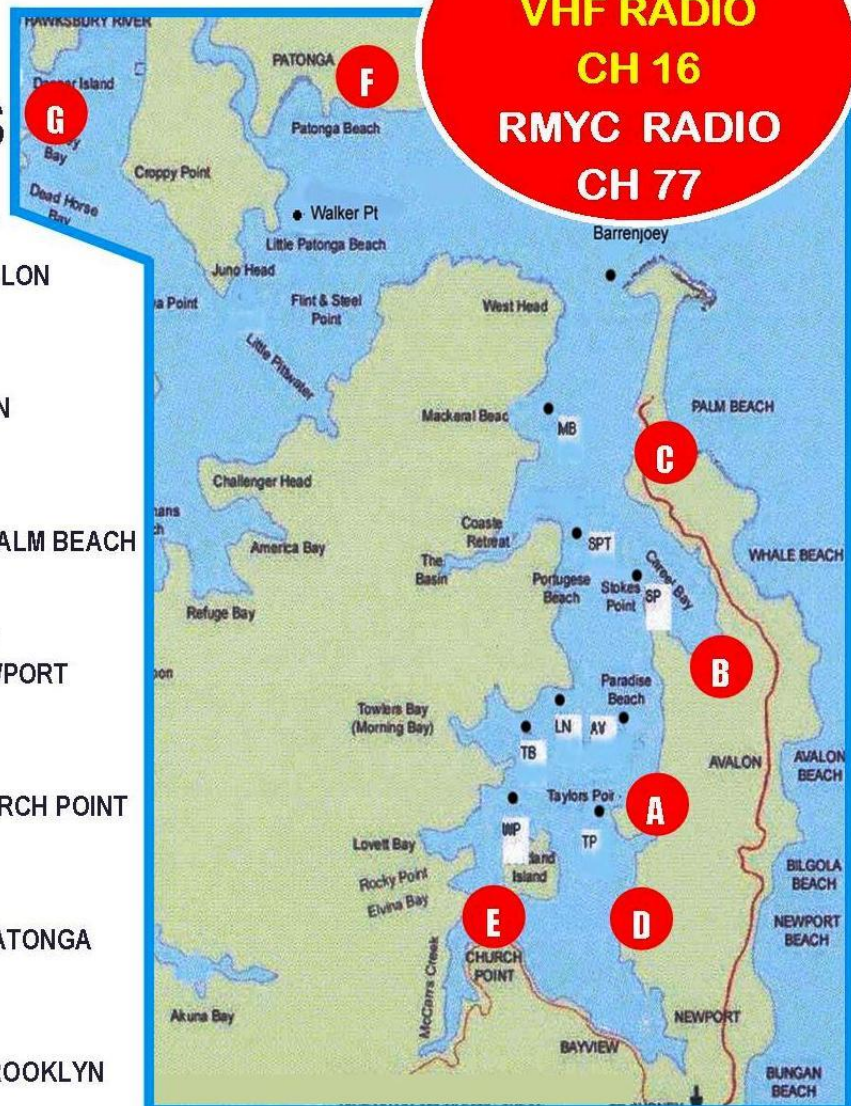 VHF RADIO
CH 16
RMYC RADIO
CH 77
HAWKSBURY RIVER
S
G
Bay
Dead Horse
PATONGA
F
Patonga Beach
Croppy Point
Walker Pt
Little Patonga Beach
Barrenjoey
Juno Head
Flint & Steel
Point
West Head
Little Pittwater
Mackeral Beac
MB
PALM BEACH
C
Challenger Head
Coaste
Retreat
SPT
America Bay
The
Basin
Portugese
Beach
Stokes
Point
SP
Careel Bay
WHALE BEACH
Refuge Bay
B
Paradise
Beach
Towlers Bay
(Morning Bay)
LN
AV
TB
AVALON
AVALON
BEACH
Taylors Poir
A
WP
TP
Lovett Bay
Island
Rocky Point
Elvina Bay
BILGOLA
BEACH
E
D
NEWPORT
BEACH
CHURCH
POINT
McCarrs Creek
Akuna Bay
NEWPORT
BAYVIEW
BUNGAN
BEACH
LON
N
ALM BEACH
WPORT
RCH POINT
ATONGA
ROOKLYN